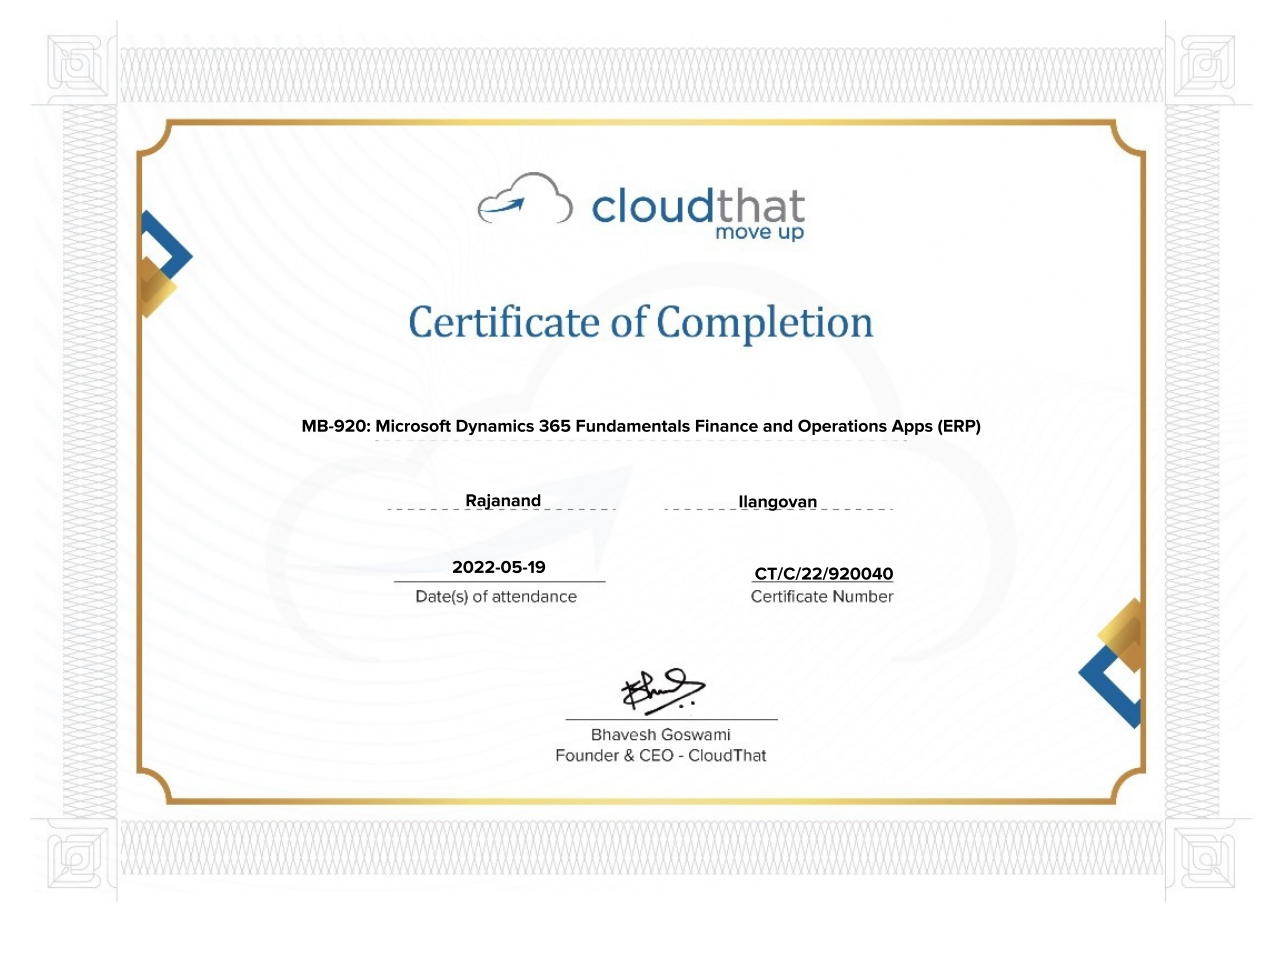 cloudthat
move up
Certificate of Completion
MB-920: Microsoft Dynamics 365 Fundamentals Finance and Operations Apps (ERP)
Rajanand Ilangovan
2022-05-19 CT/C/22/920040
Date(s) of attendance Certificate Number
Bhavesh Goswami
Founder & CEO - CloudThat